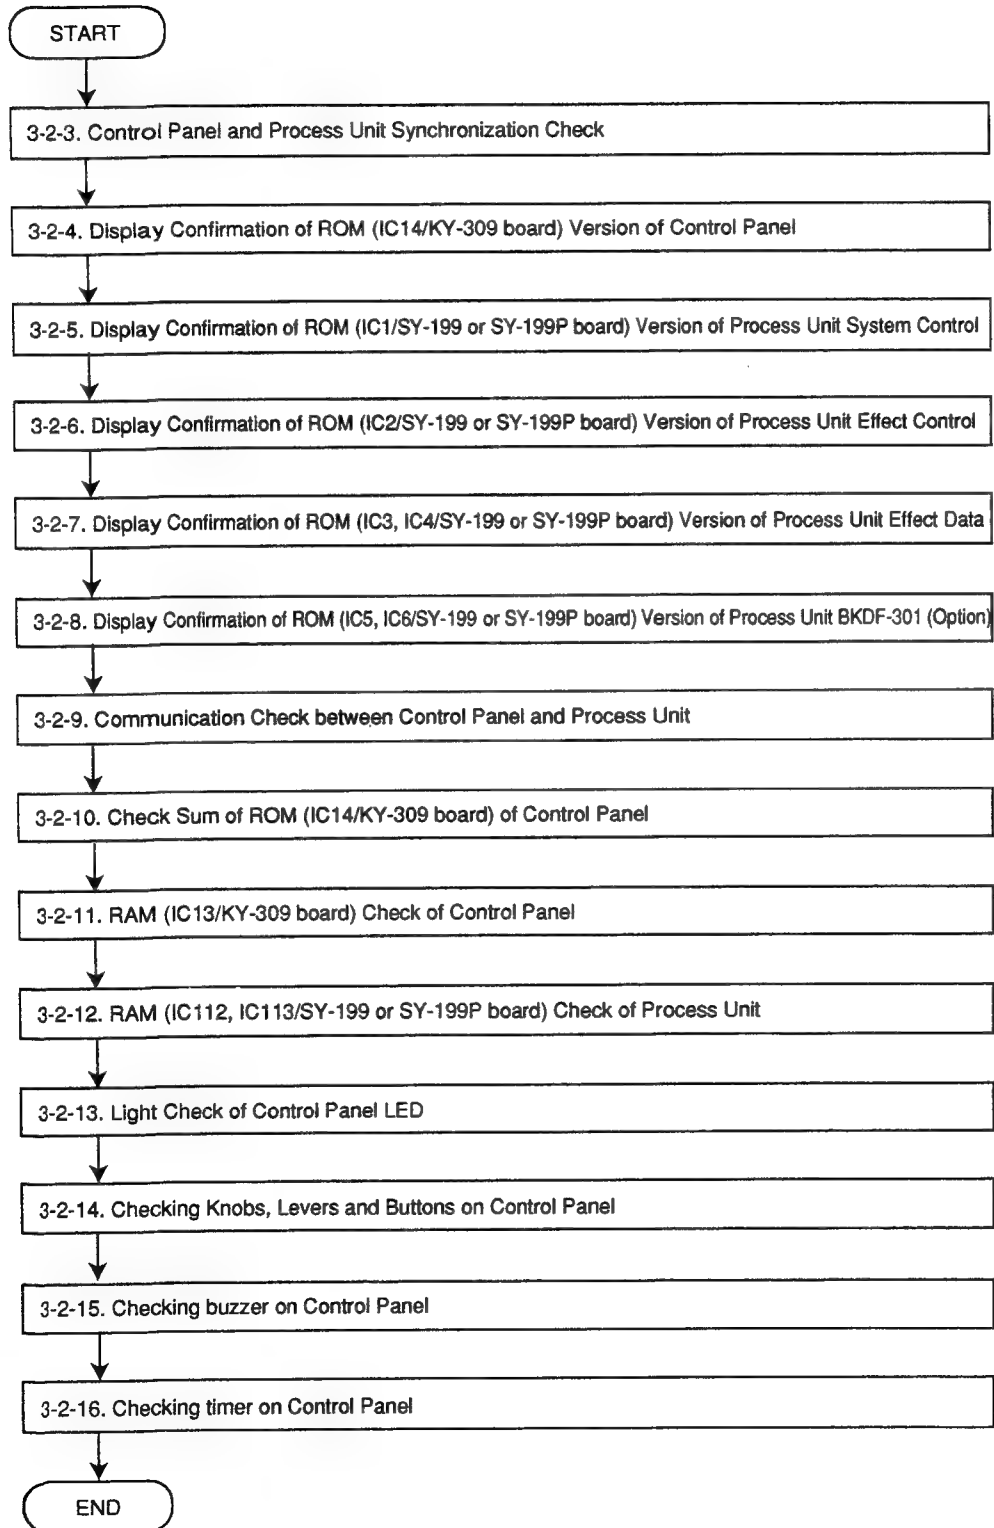 START
3-2-3. Control Panel and Process Unit Synchronization Check
3-2-4. Display Confirmation of ROM (IC14/KY-309 board) Version of Control Panel
3-2-5. Display Confirmation of ROM (IC1/SY-199 or SY-199P board) Version of Process Unit System Control
3-2-6. Display Confirmation of ROM (IC2/SY-199 or SY-199P board) Version of Process Unit Effect Control
3-2-7. Display Confirmation of ROM (IC3, IC4/SY-199 or SY-199P board) Version of Process Unit Effect Data
3-2-8. Display Confirmation of ROM (IC5, IC6/SY-199 or SY-199P board) Version of Process Unit BKDF-301 (Option)
3-2-9. Communication Check between Control Panel and Process Unit
3-2-10. Check Sum of ROM (IC14/KY-309 board) of Control Panel
3-2-11. RAM (IC13/KY-309 board) Check of Control Panel
3-2-12. RAM (IC112, IC113/SY-199 or SY-199P board) Check of Process Unit
3-2-13. Light Check of Control Panel LED
3-2-14. Checking Knobs, Levers and Buttons on Control Panel
3-2-15. Checking buzzer on Control Panel
3-2-16. Checking timer on Control Panel
END